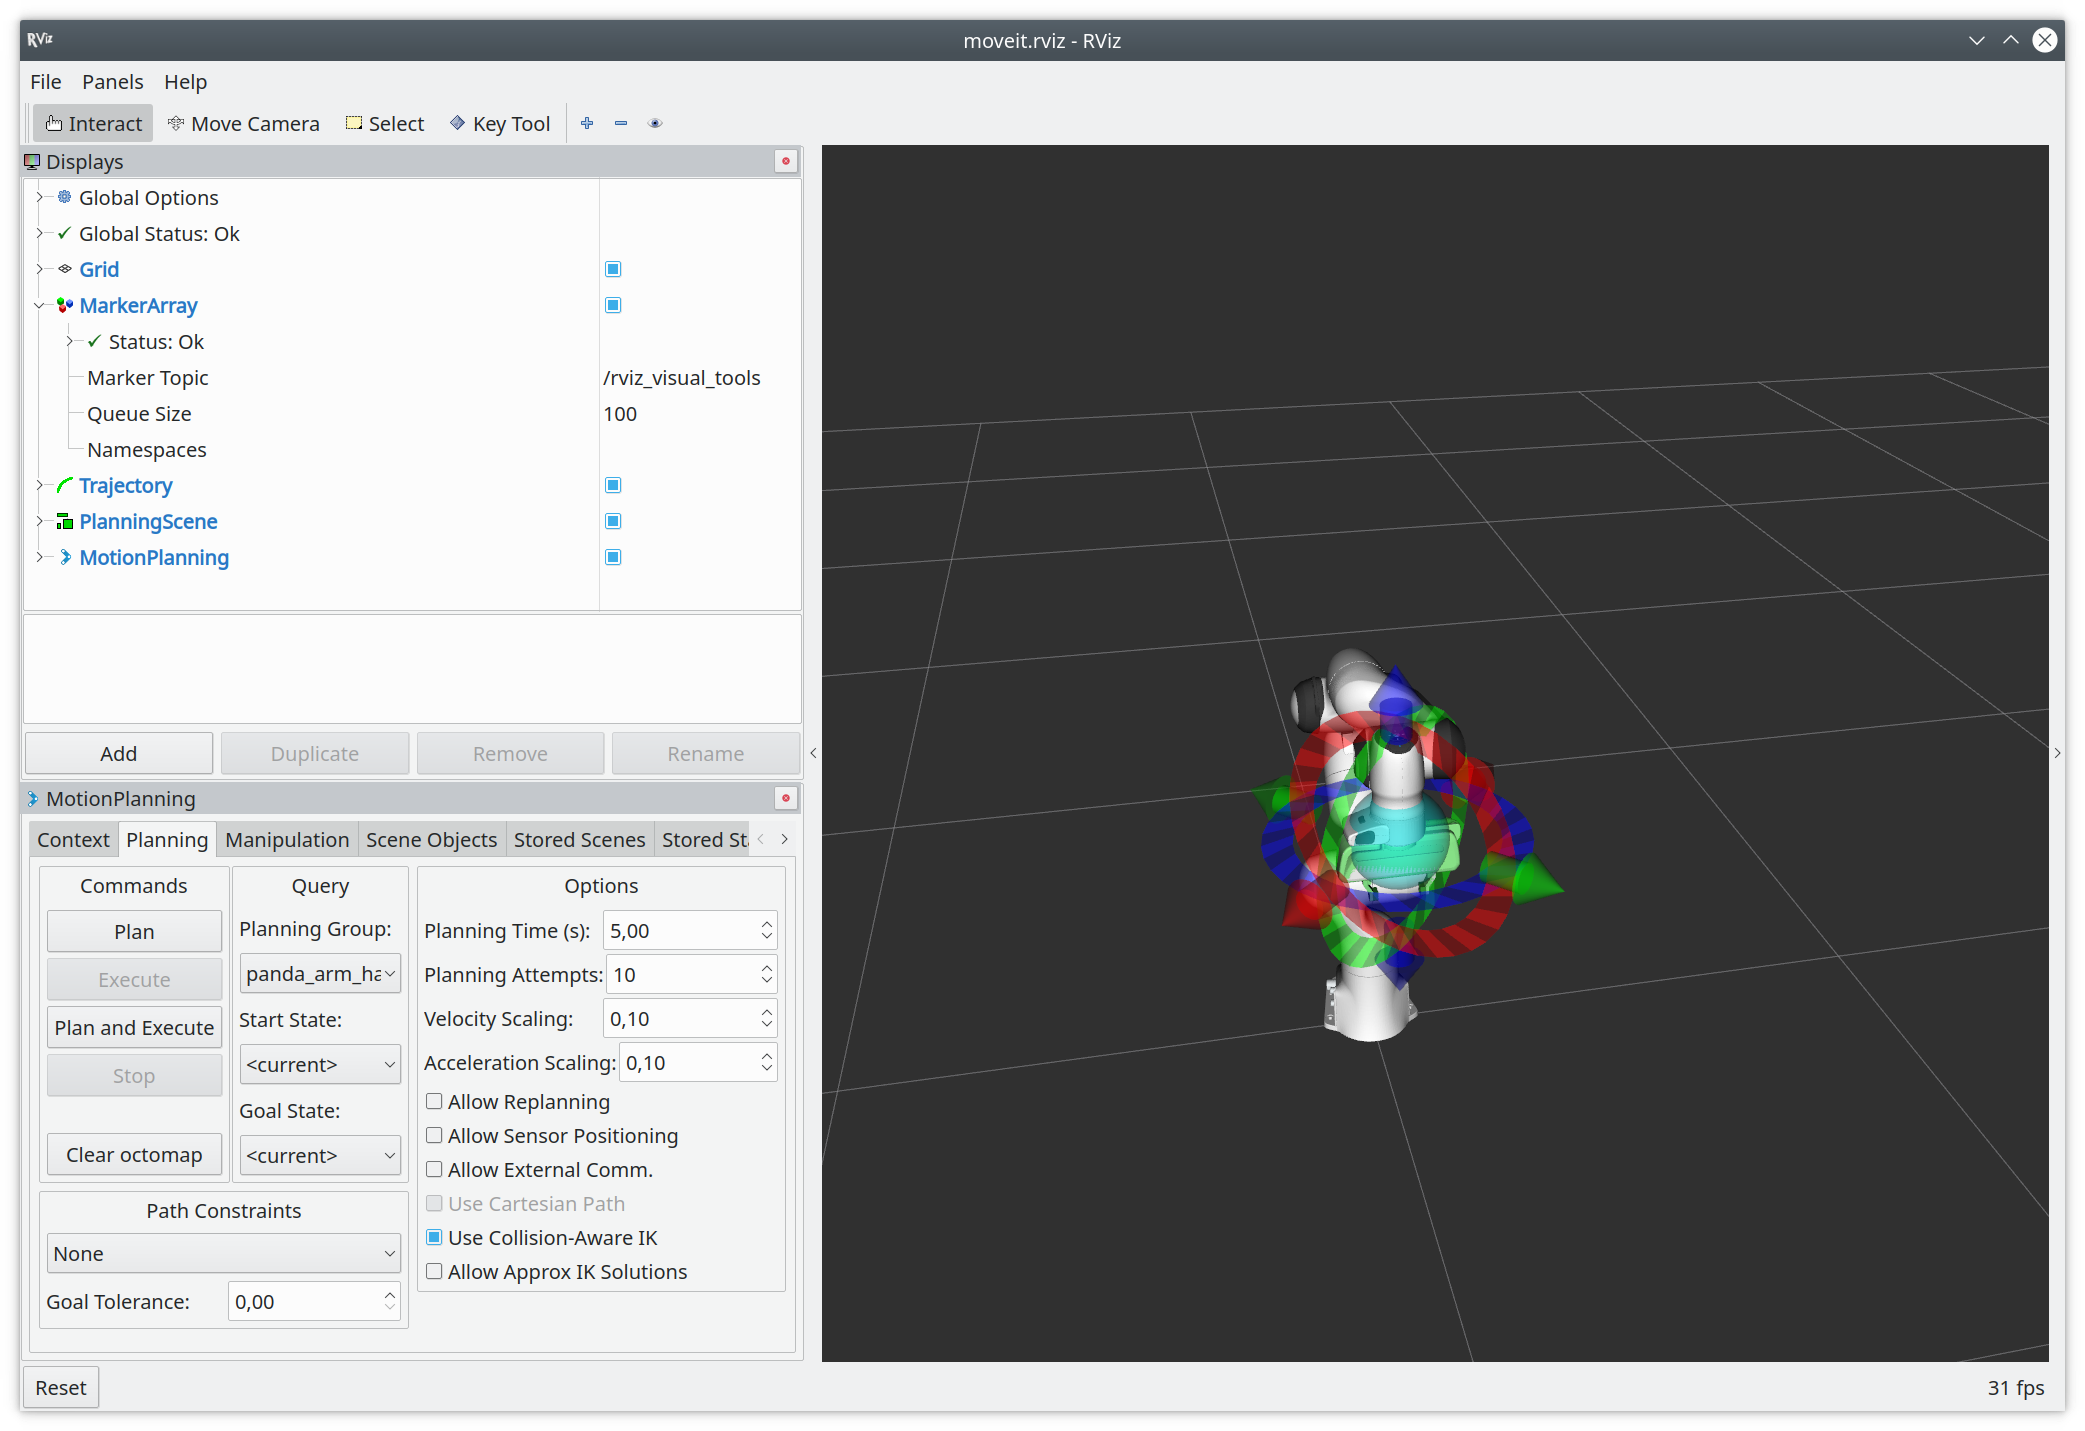 RViz
moveit.rviz - RViz
File Panels Help
Interact Move Camera Select Key Tool
Displays
Global Options
Global Status: Ok
Grid
MarkerArray
Status: Ok
Marker Topic /rviz_visual_tools
Queue Size 100
Namespaces
Trajectory
PlanningScene
MotionPlanning
Add Duplicate Remove Rename
MotionPlanning
Context Planning Manipulation Scene Objects Stored Scenes Stored Sta
Commands
Plan
Execute
Plan and Execute
Stop
Clear octomap
Query
Planning Group:
panda_arm_ha
Start State:
<current>
Goal State:
<current>
Path Constraints
None
Goal Tolerance: 0,00
Options
Planning Time (s): 5,00
Planning Attempts: 10
Velocity Scaling: 0,10
Acceleration Scaling: 0,10
Allow Replanning
Allow Sensor Positioning
Allow External Comm.
Use Cartesian Path
Use Collision-Aware IK
Allow Approx IK Solutions
Reset
31 fps